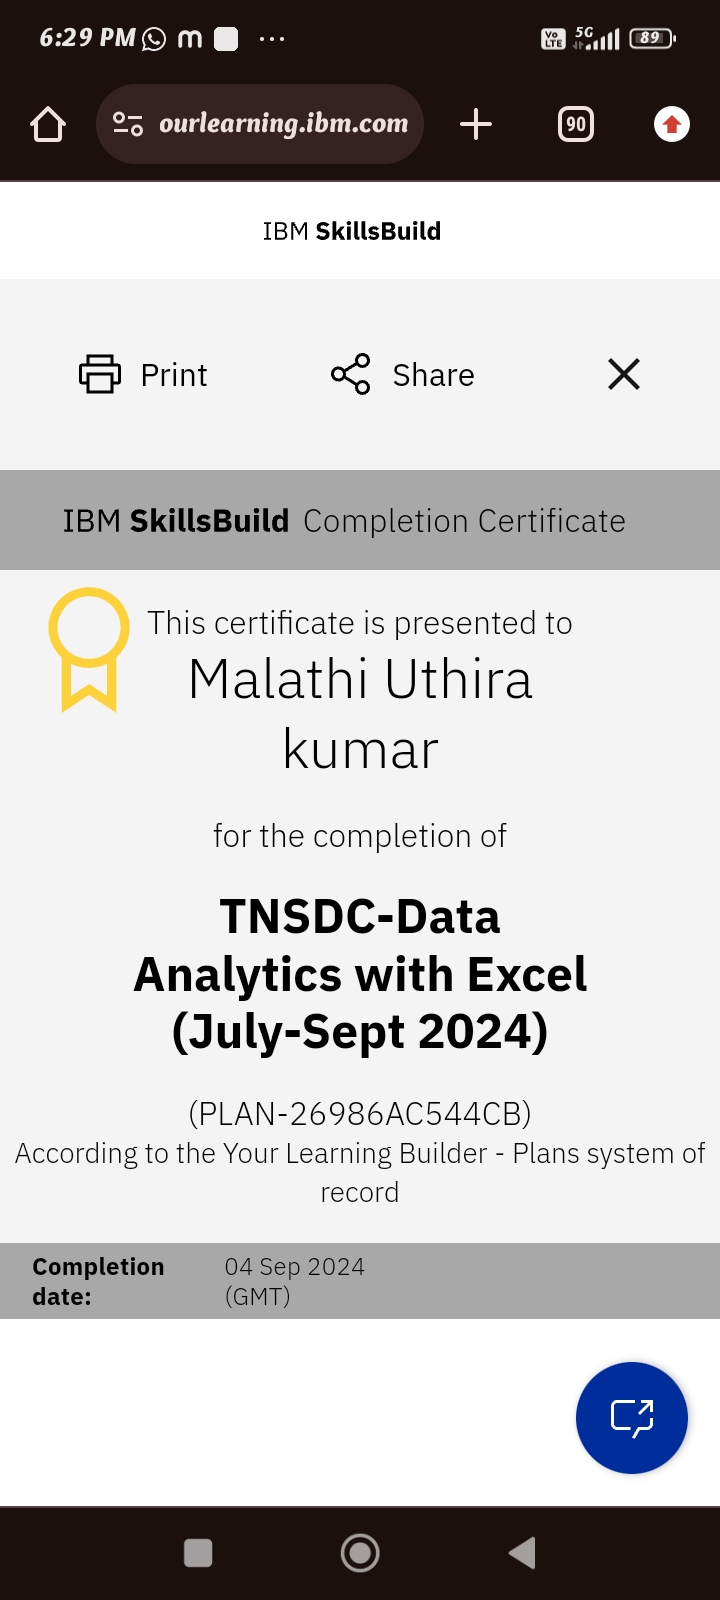 6:29 PM
Vo LTE 5G 89
ourlearning.ibm.com
90
IBM SkillsBuild
Print Share
IBM SkillsBuild Completion Certificate
This certificate is presented to
Malathi Uthira
kumar
for the completion of
TNSDC-Data
Analytics with Excel
(July-Sept 2024)
(PLAN-26986AC544CB)
According to the Your Learning Builder - Plans system of
record
Completion 04 Sep 2024
date: (GMT)